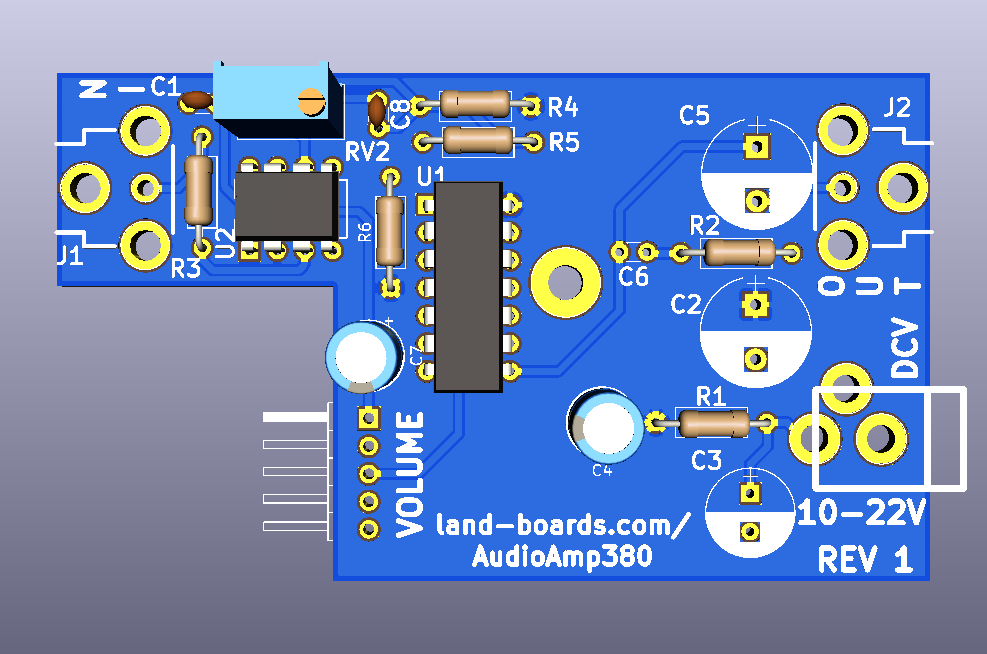 IN
C1
C8
R4
R5
RV2
C5
J2
U1
J1
R3
U2
R6
R2
C6
OUT
C2
+
C7
DCV
R1
C4
C3
VOLUME
10-22V
land-boards.com/
AudioAmp380
REV 1